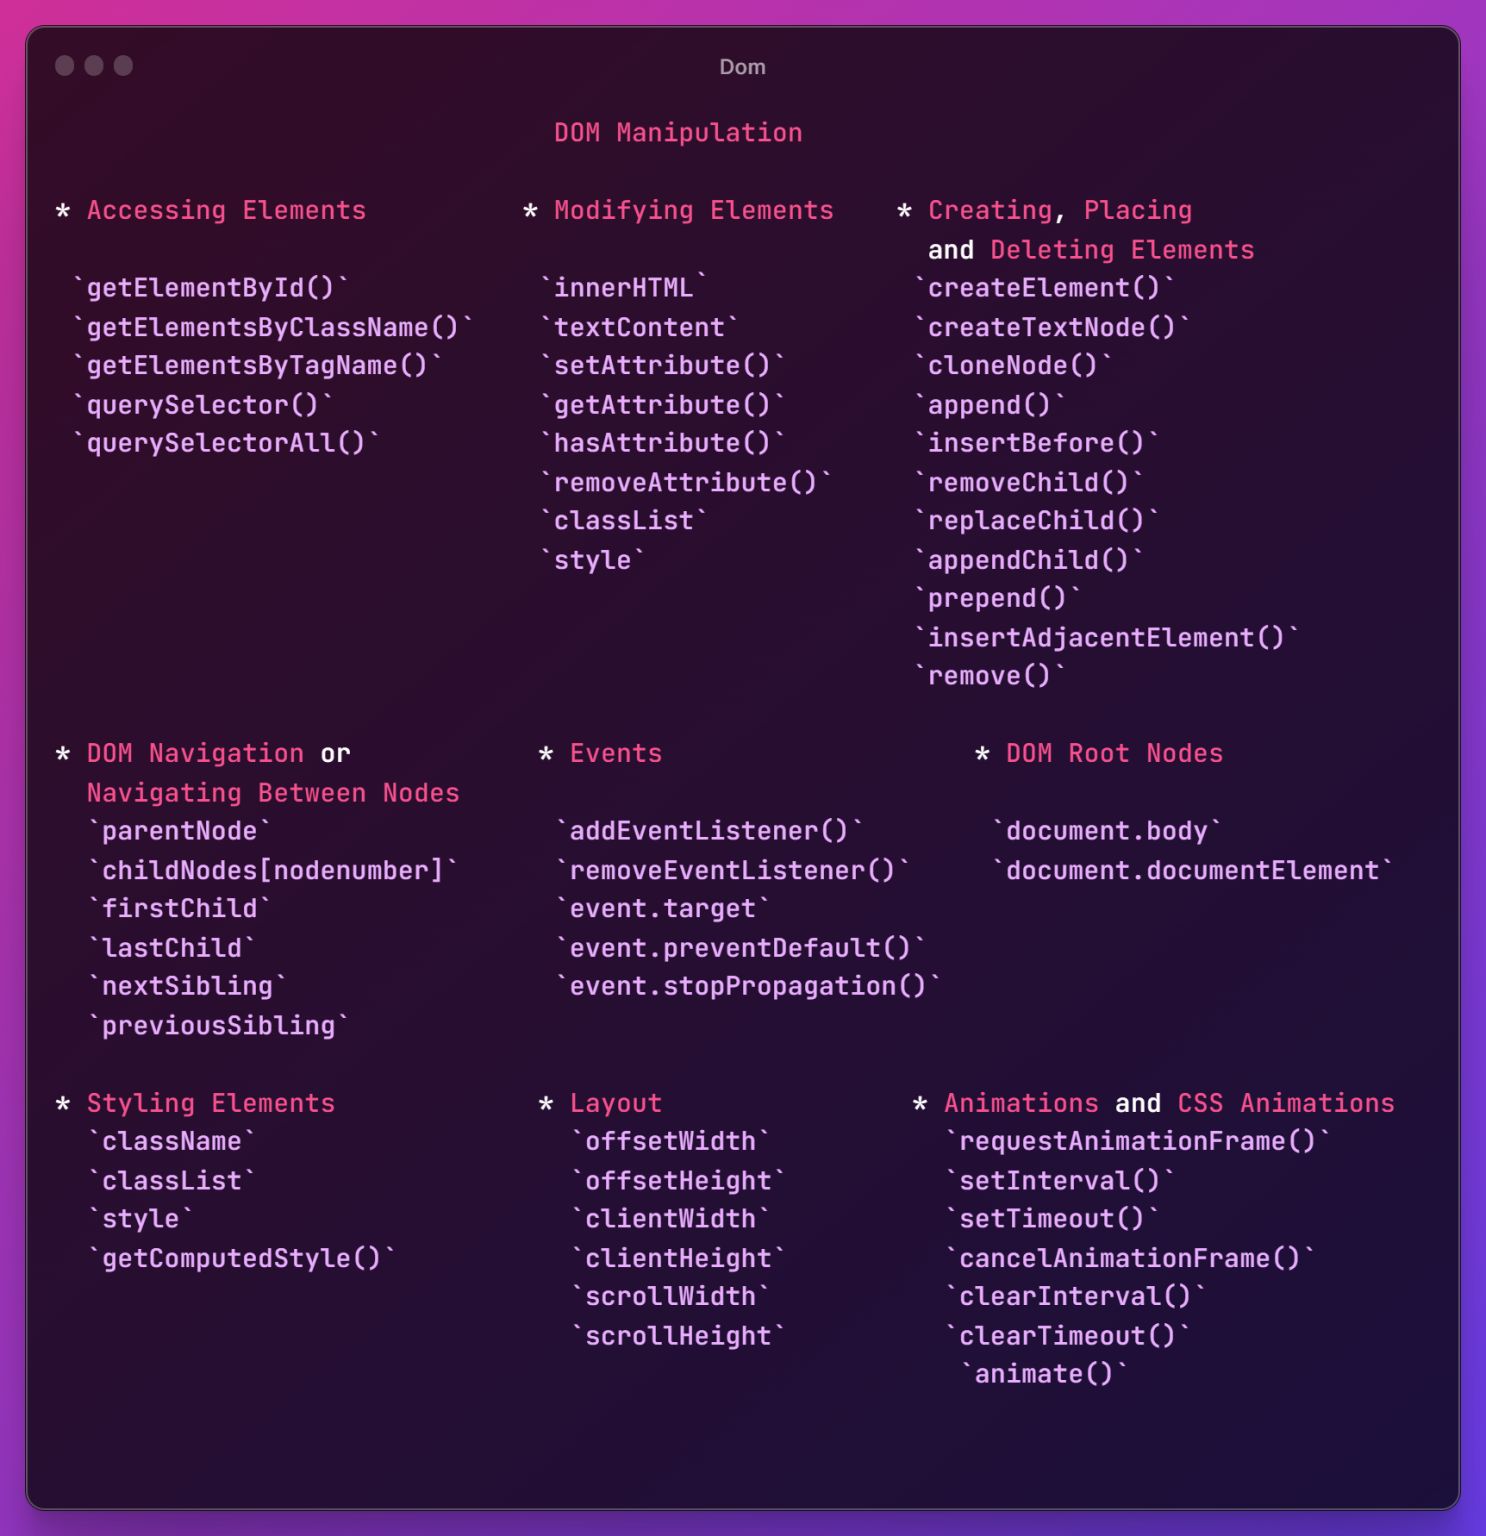 Dom
DOM Manipulation
* Accessing Elements
`getElementById()`
`getElementsByClassName()`
`getElementsByTagName()`
`querySelector()`
`querySelectorAll()`
* Modifying Elements
`innerHTML`
`textContent`
`setAttribute()`
`getAttribute()`
`hasAttribute()`
`removeAttribute()`
`classList`
`style`
* Creating, Placing
and Deleting Elements
`createElement()`
`createTextNode()`
`cloneNode()`
`append()`
`insertBefore()`
`removeChild()`
`replaceChild()`
`appendChild()`
`prepend()`
`insertAdjacentElement()`
`remove()`
* DOM Navigation or
Navigating Between Nodes
`parentNode`
`childNodes[nodenumber]`
`firstChild`
`lastChild`
`nextSibling`
`previousSibling`
* Events
`addEventListener()`
`removeEventListener()`
`event.target`
`event.preventDefault()`
`event.stopPropagation()`
* DOM Root Nodes
`document.body`
`document.documentElement`
* Styling Elements
`className`
`classList`
`style`
`getComputedStyle()`
* Layout
`offsetWidth`
`offsetHeight`
`clientWidth`
`clientHeight`
`scrollWidth`
`scrollHeight`
* Animations and CSS Animations
`requestAnimationFrame()`
`setInterval()`
`setTimeout()`
`cancelAnimationFrame()`
`clearInterval()`
`clearTimeout()`
`animate()`